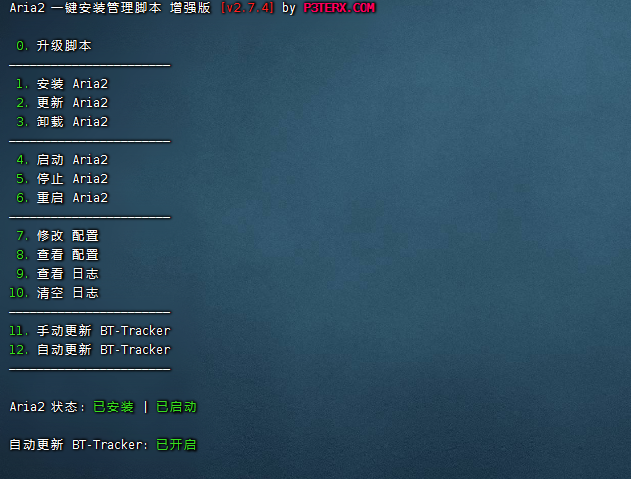 Aria2 一键安装管理脚本 增强版 [v2.7.4] by P3TERX.COM
0. 升级脚本
1. 安装 Aria2
2. 更新 Aria2
3. 卸载 Aria2
4. 启动 Aria2
5. 停止 Aria2
6. 重启 Aria2
7. 修改 配置
8. 查看 配置
9. 查看 日志
10. 清空 日志
11. 手动更新 BT-Tracker
12. 自动更新 BT-Tracker
Aria2 状态: 已安装 | 已启动
自动更新 BT-Tracker: 已开启